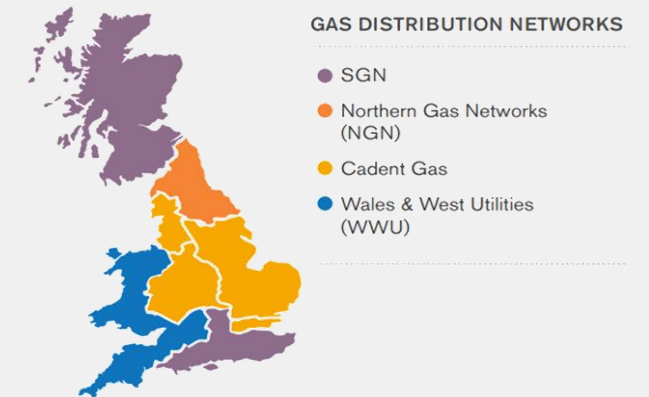 GAS DISTRIBUTION NETWORKS
SGN
Northern Gas Networks
(NGN)
Cadent Gas
Wales & West Utilities
(WWU)